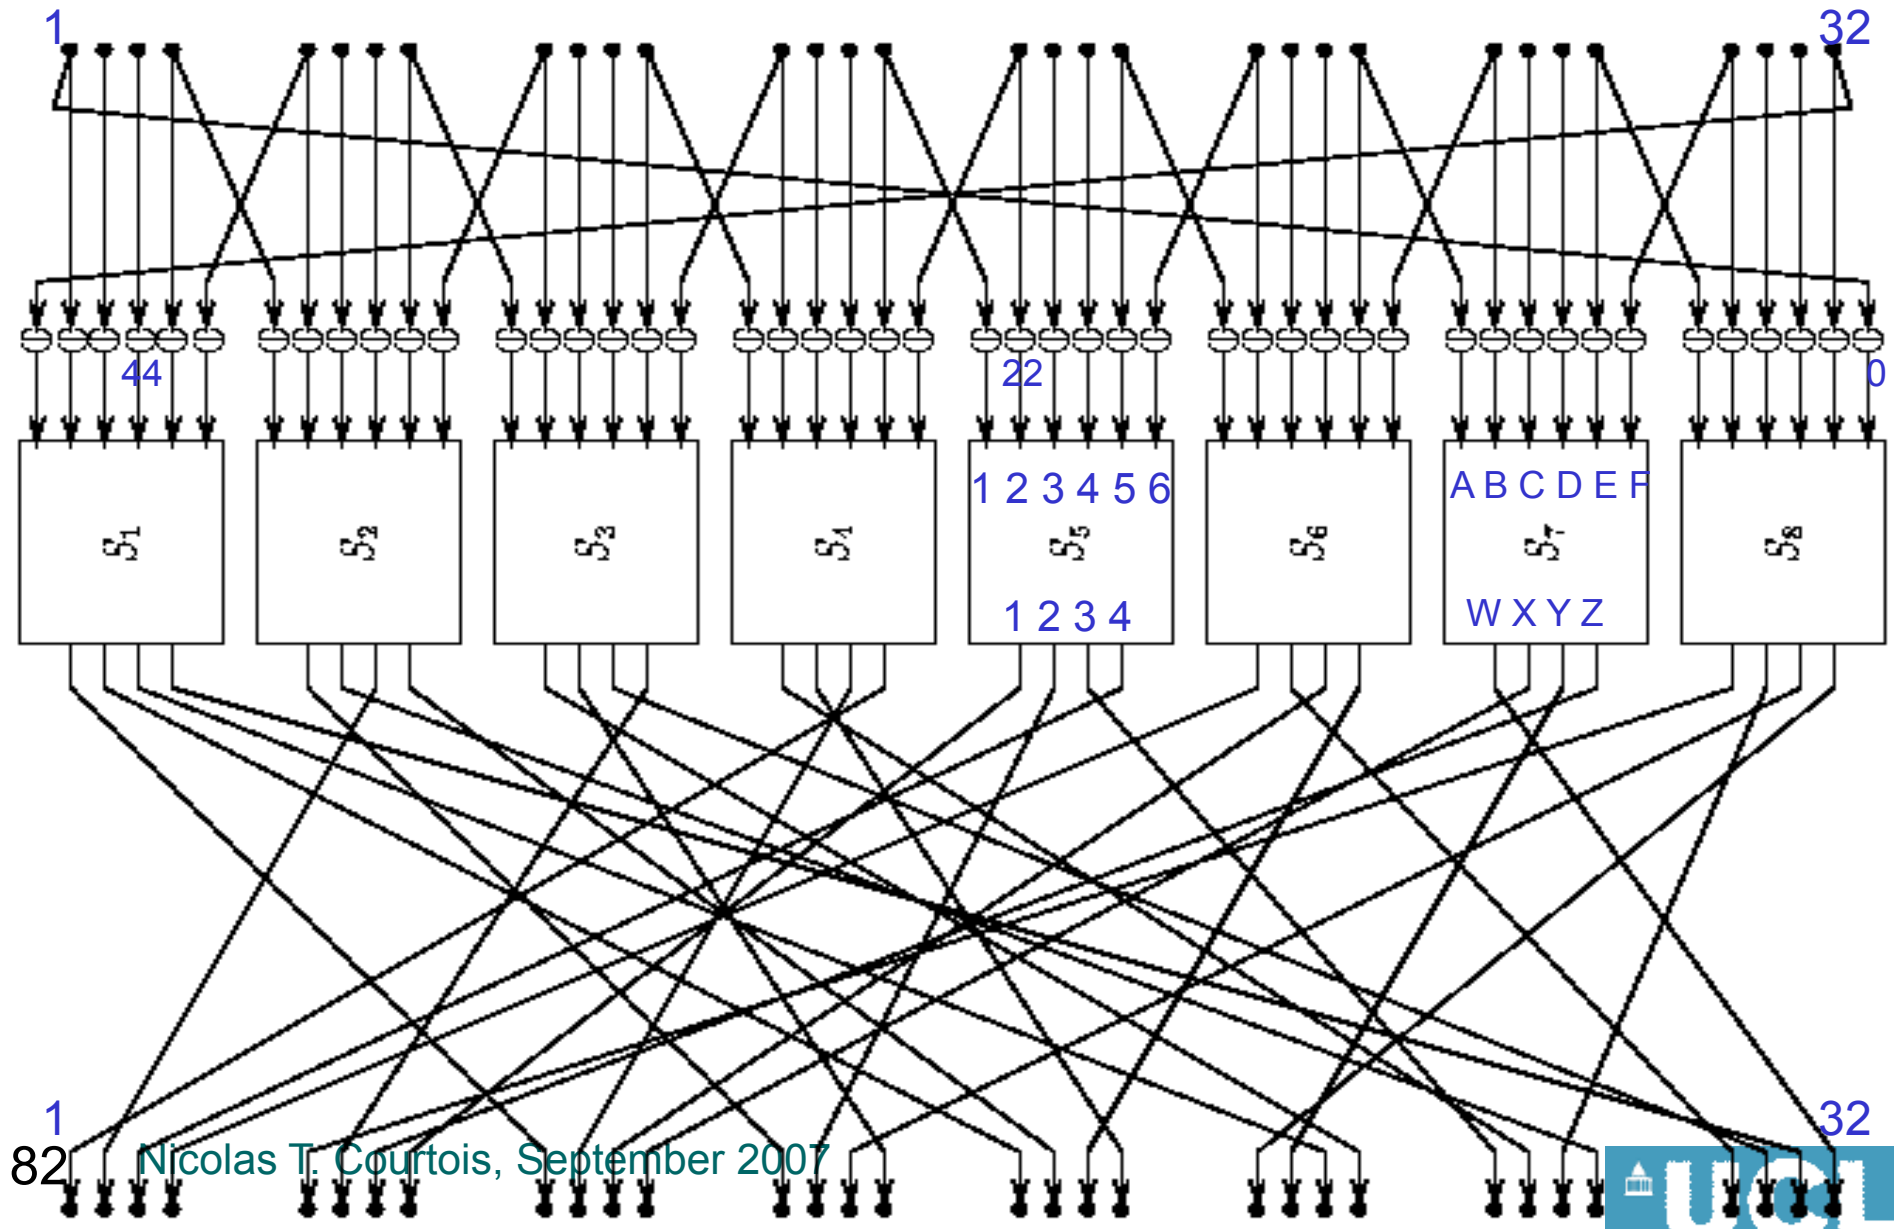 1 32
44 22 0
1 2 3 4 5 6 A B C D E F
S1 S2 S3 S4 S5 S6 S7 S8
1 2 3 4 W X Y Z
1 32
82 Nicolas T. Courtois, September 2007
UCL